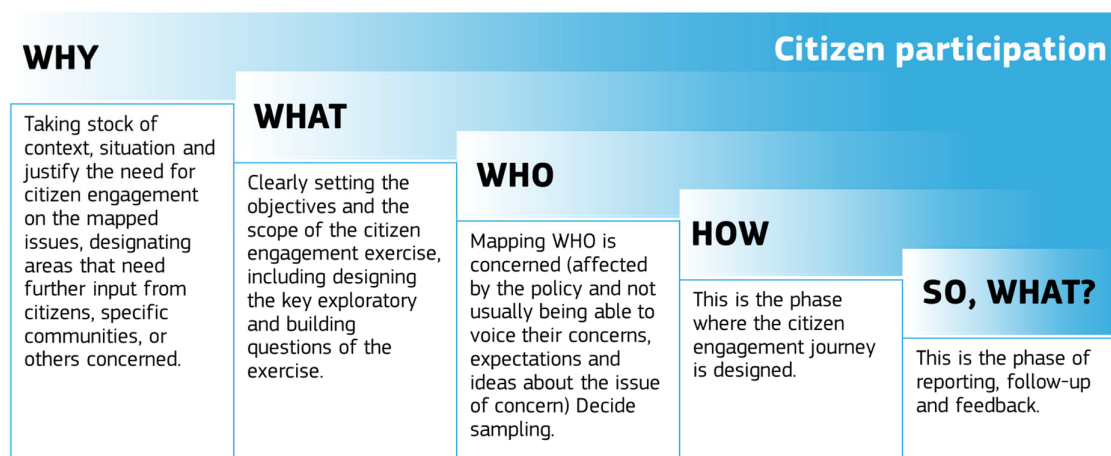 Citizen participation
WHY
Taking stock of
context, situation and
justify the need for
citizen engagement
on the mapped
issues, designating
areas that need
further input from
citizens, specific
communities, or
others concerned.
WHAT
Clearly setting the
objectives and the
scope of the citizen
engagement exercise,
including designing
the key exploratory
and building
questions of the
exercise.
WHO
Mapping WHO is
concerned (affected
by the policy and not
usually being able to
voice their concerns,
expectations and
ideas about the issue
of concern) Decide
sampling.
HOW
This is the phase
where the citizen
engagement journey
is designed.
SO, WHAT?
This is the phase of
reporting, follow-up
and feedback.